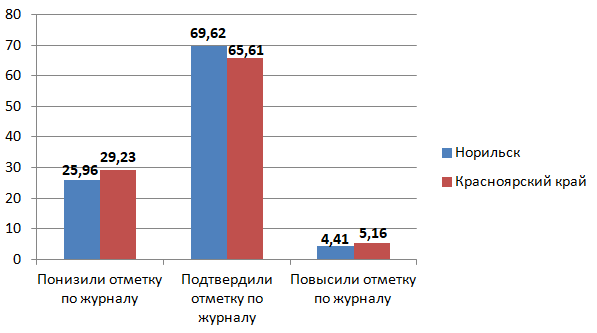 80
70
60
50
40
30
20
10
0
25,96
29,23
69,62
65,61
4,41
5,16
Понизили отметку
по журналу
Подтвердили
отметку по
журналу
Повысили отметку
по журналу
Норильск
Красноярский край